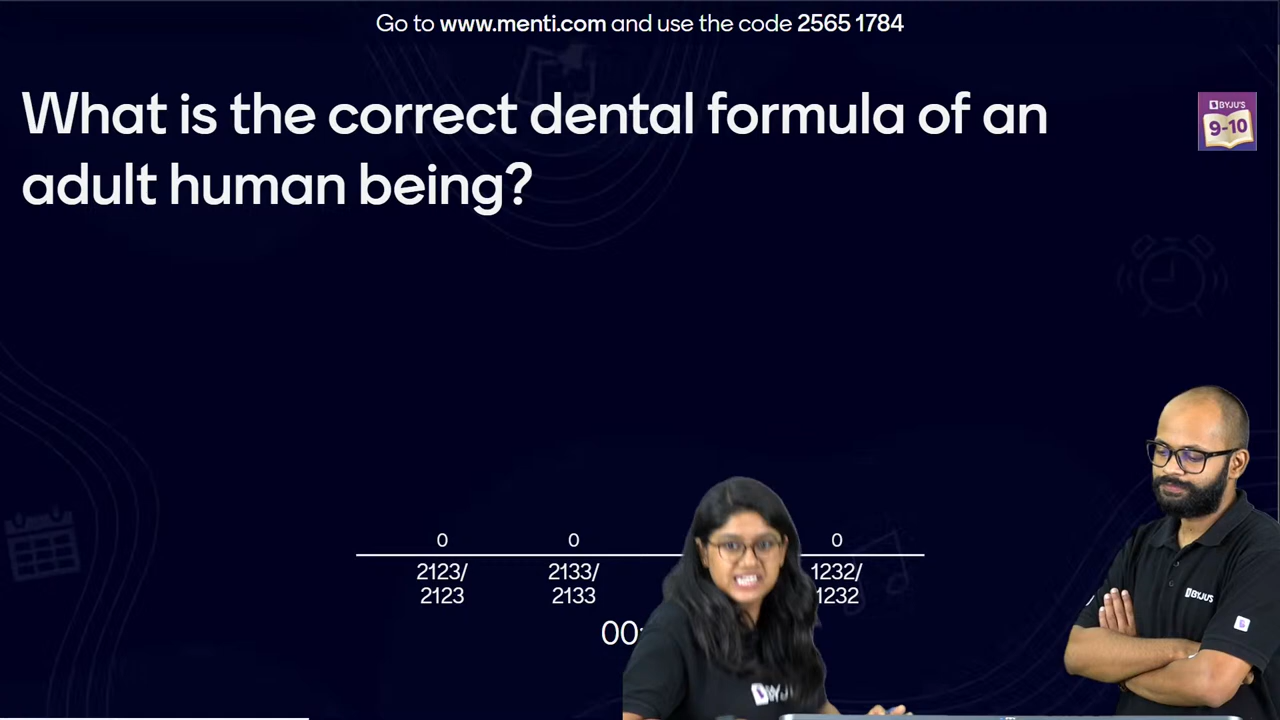 Go to www.menti.com and use the code 2565 1784
What is the correct dental formula of an
adult human being?
BYJU'S
9-10
0 0 0
2123/ 2133/ 1232/
2123 2133 1232
00:
BYJU'S